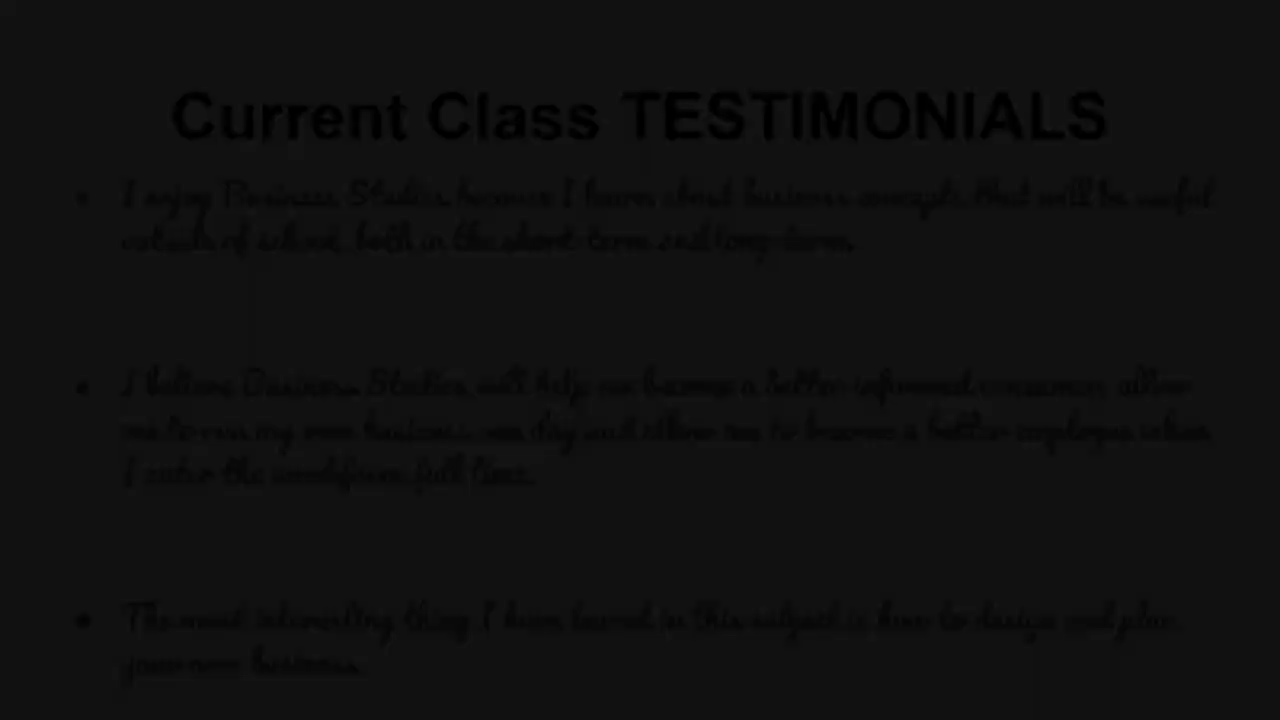 Current Class TESTIMONIALS
• I enjoy Business Studies because I learn about business concepts that will be useful
outside of school, both in the short-term and long-term.
• I believe Business Studies will help me become a better informed consumer, allow
me to run my own business one day and allow me to become a better employee when
I enter the workforce full time.
• The most interesting thing I have learnt in this subject is how to design and plan
your own business.